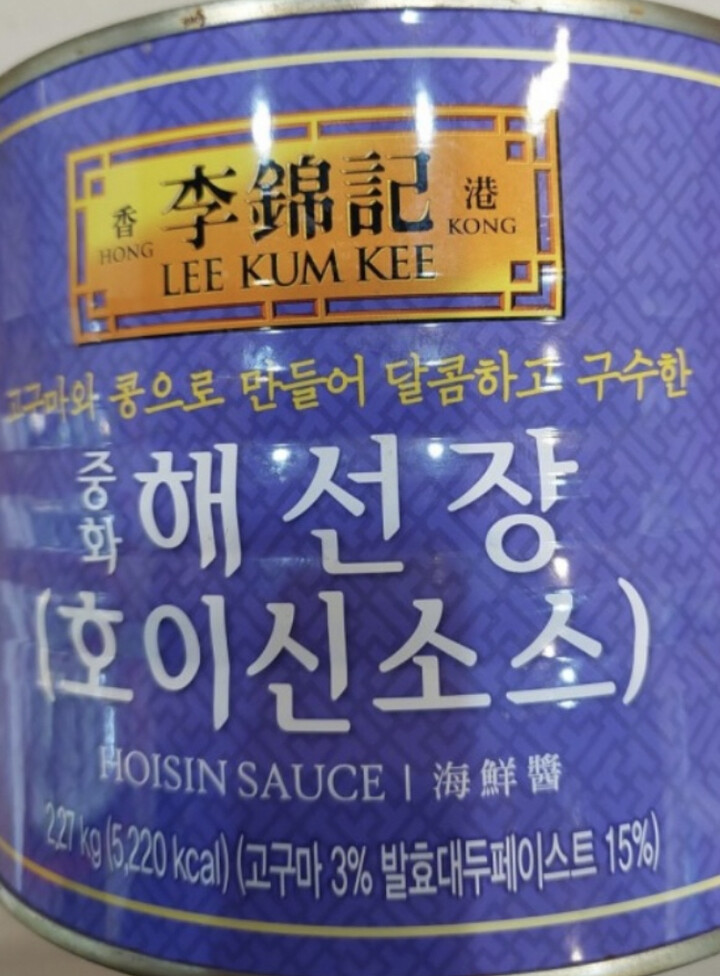 香 李錦記 港
HONG LEE KUM KEE KONG
고구마와 콩으로 만들어 달콤하고 구수한
중화 해선장
(호이신소스)
HOISIN SAUCE | 海鮮醬
2.27 kg (5,220 kcal) (고구마 3% 발효대두페이스트 15%)